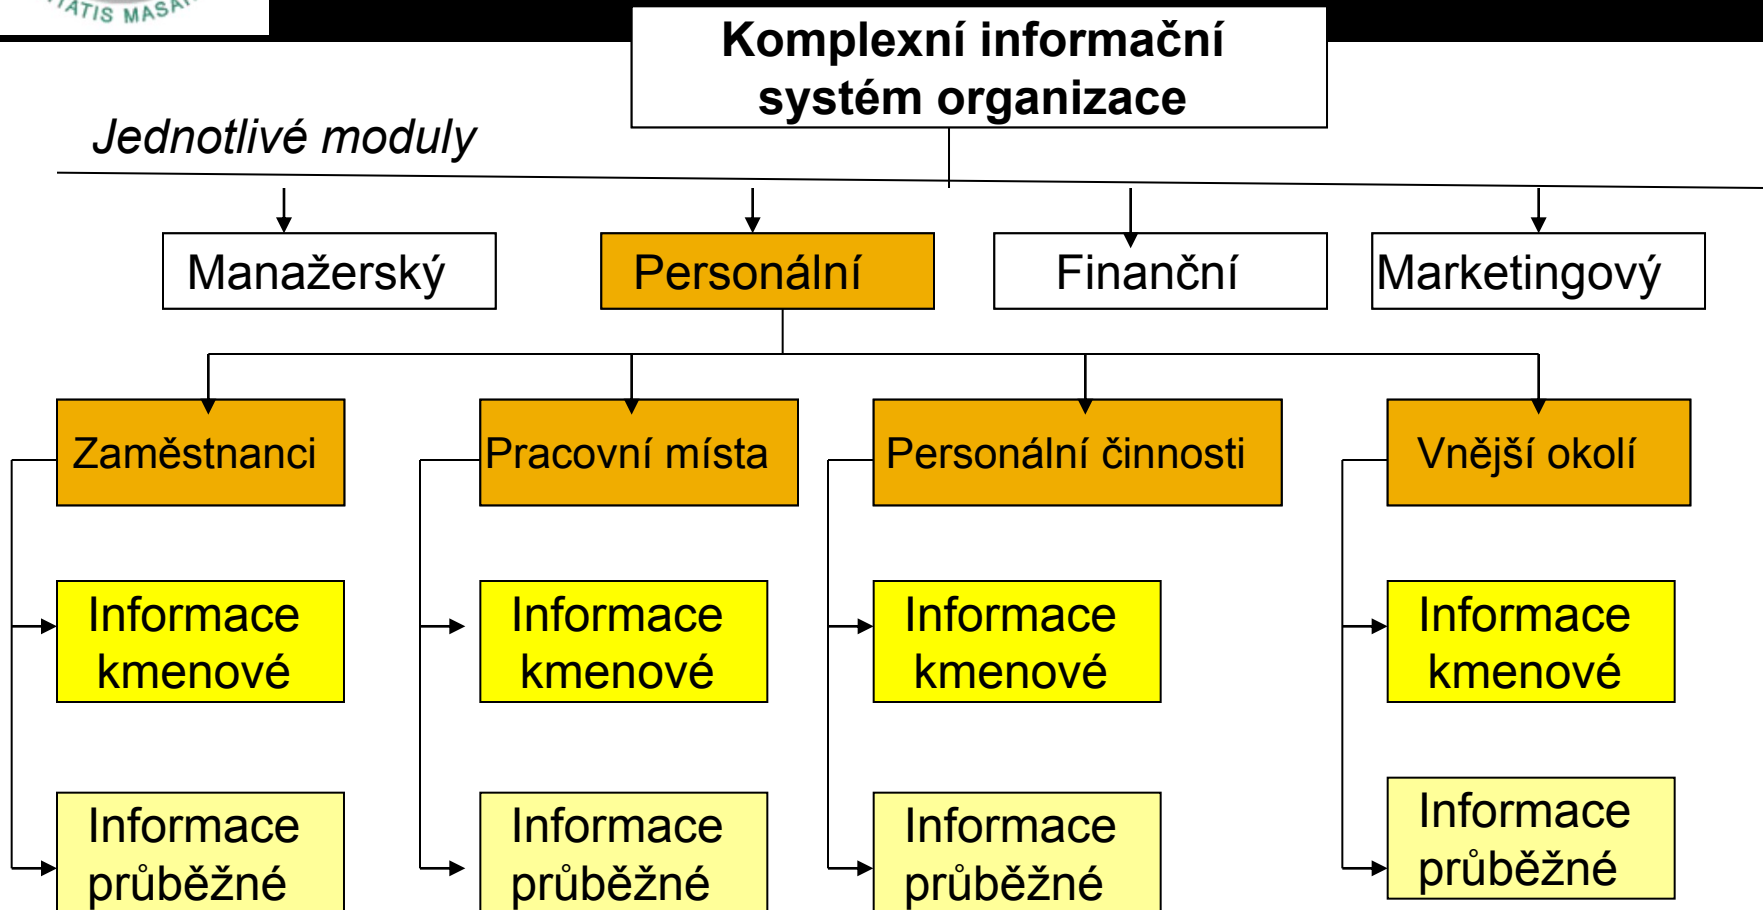 TATIS MASA
Komplexní informační
systém organizace
Jednotlivé moduly
Manažerský
Personální
Finanční
Marketingový
Zaměstnanci
Pracovní místa
Personální činnosti
Vnější okolí
Informace
kmenové
Informace
kmenové
Informace
kmenové
Informace
kmenové
Informace
průběžné
Informace
průběžné
Informace
průběžné
Informace
průběžné